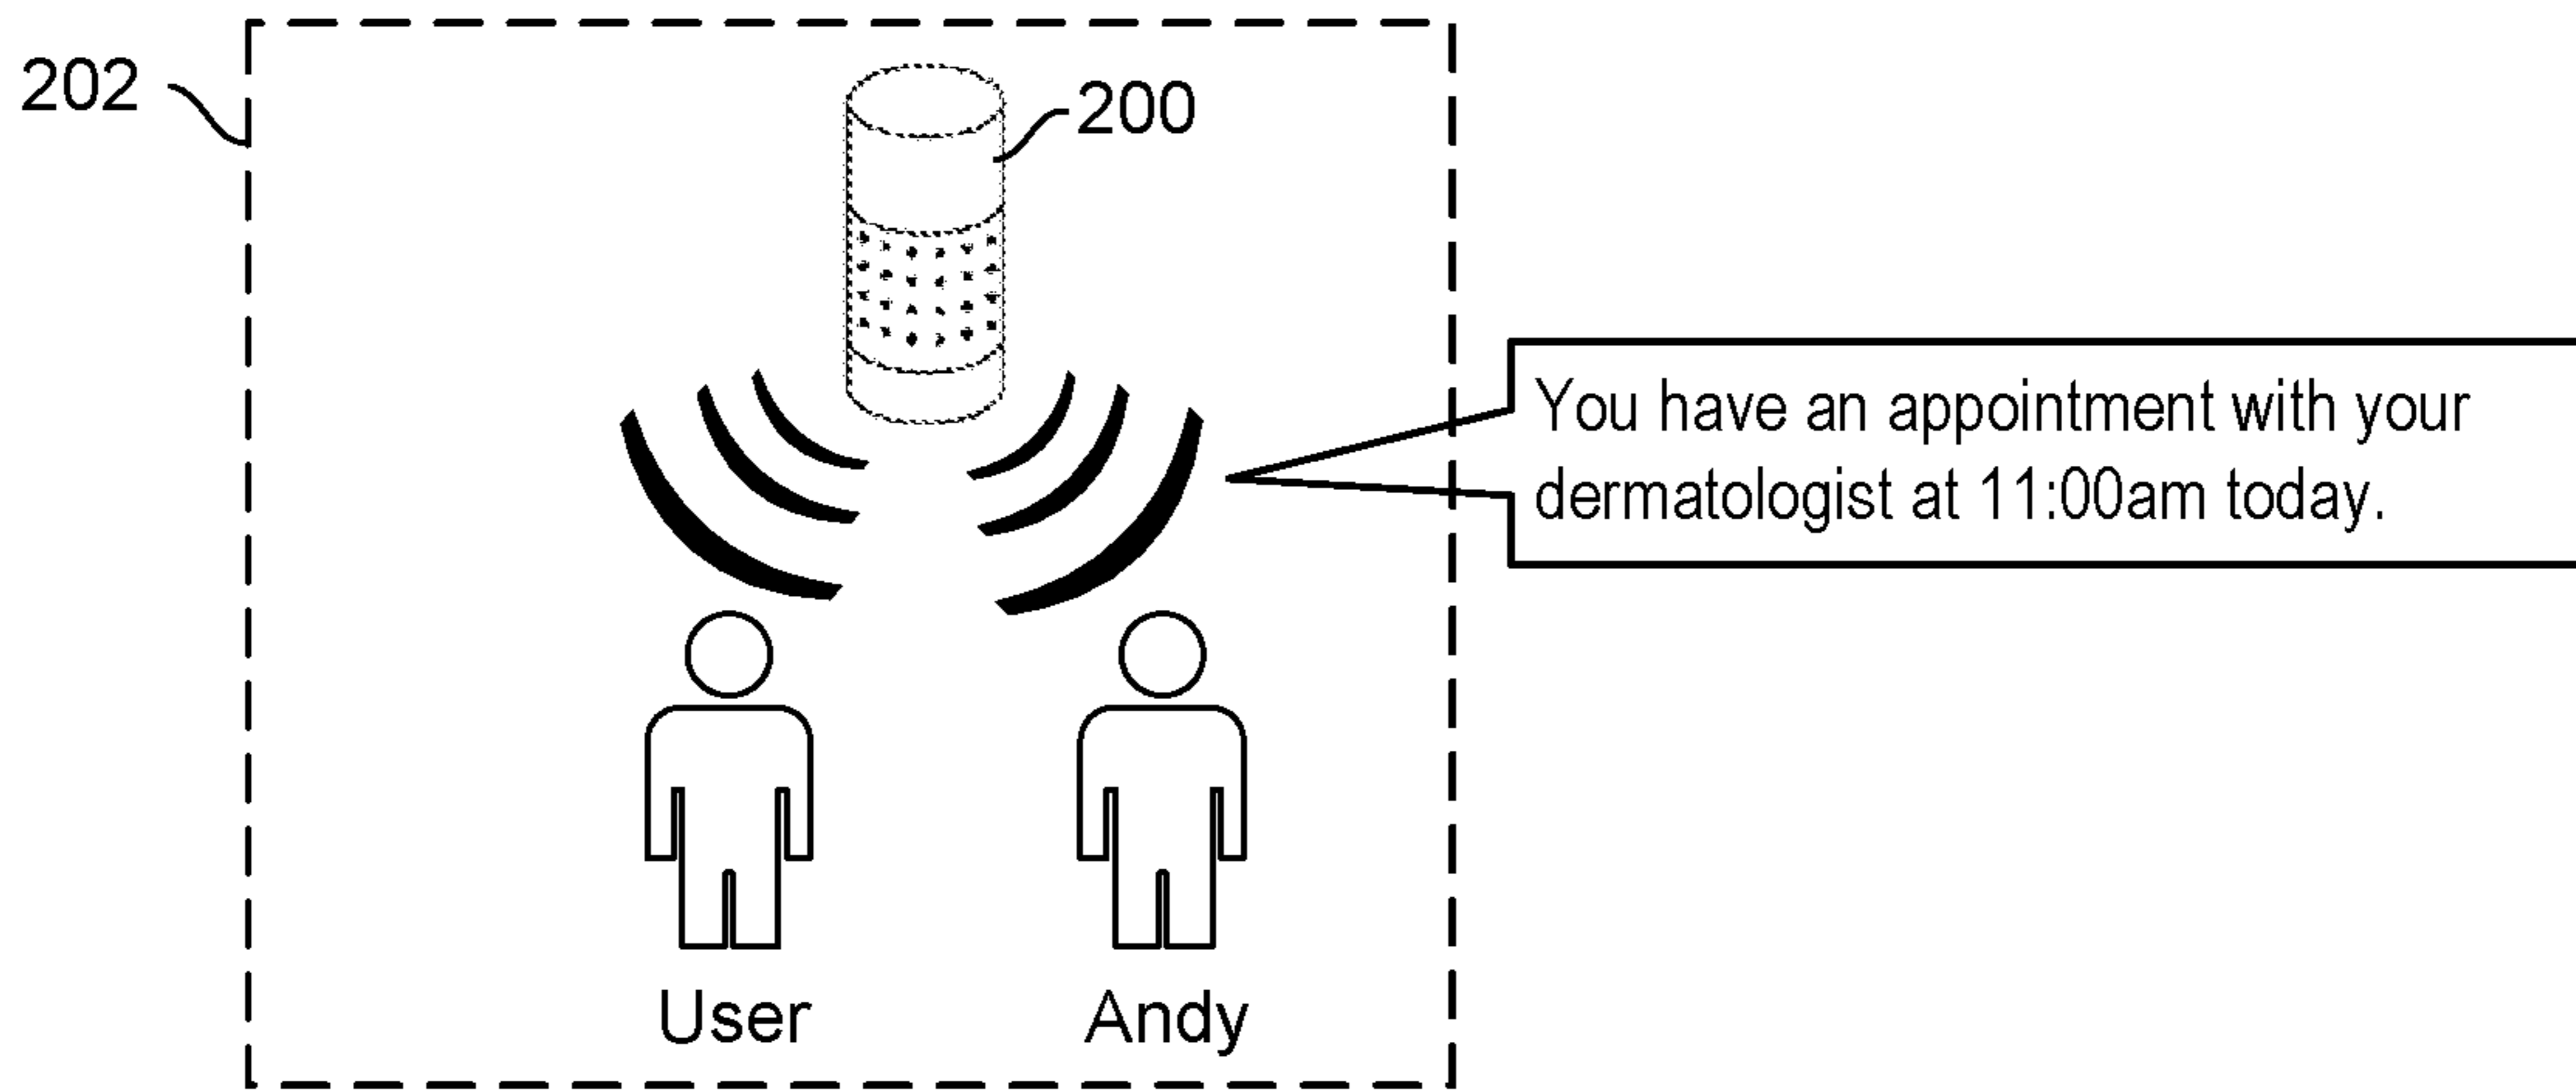 202
200
You have an appointment with your
dermatologist at 11:00am today.
User
Andy